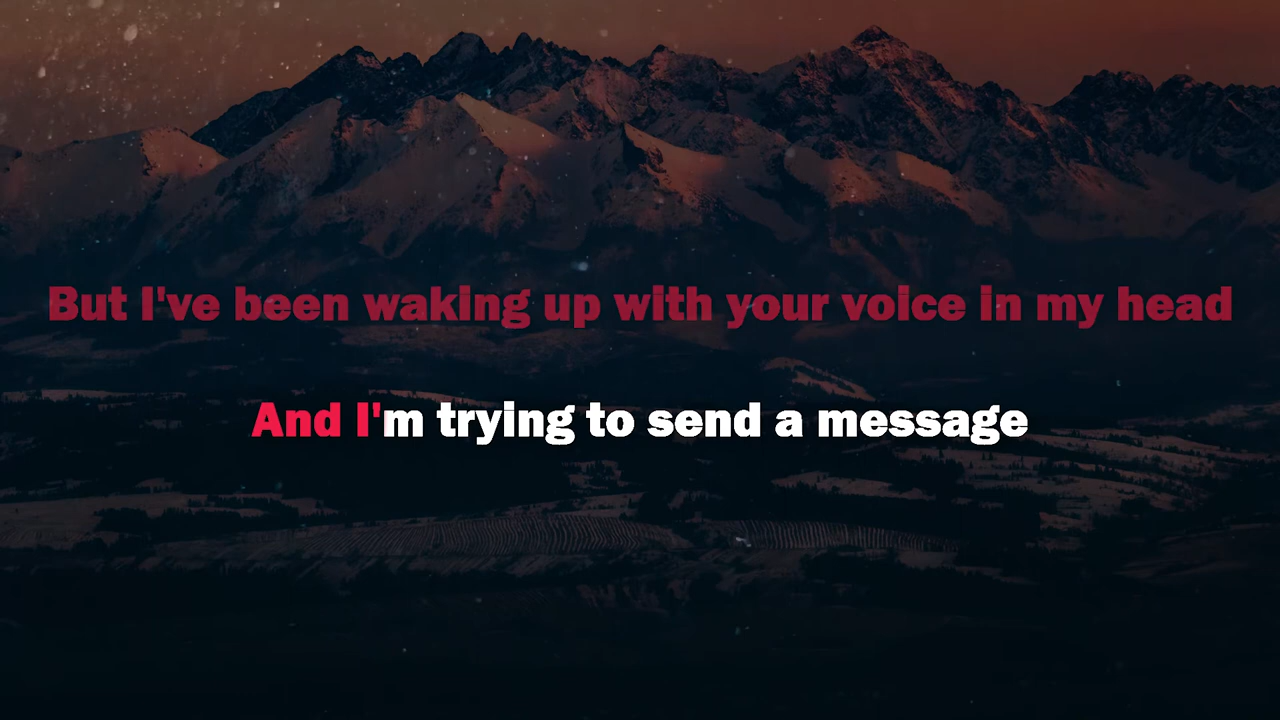 But I've been waking up with your voice in my head
And I'm trying to send a message